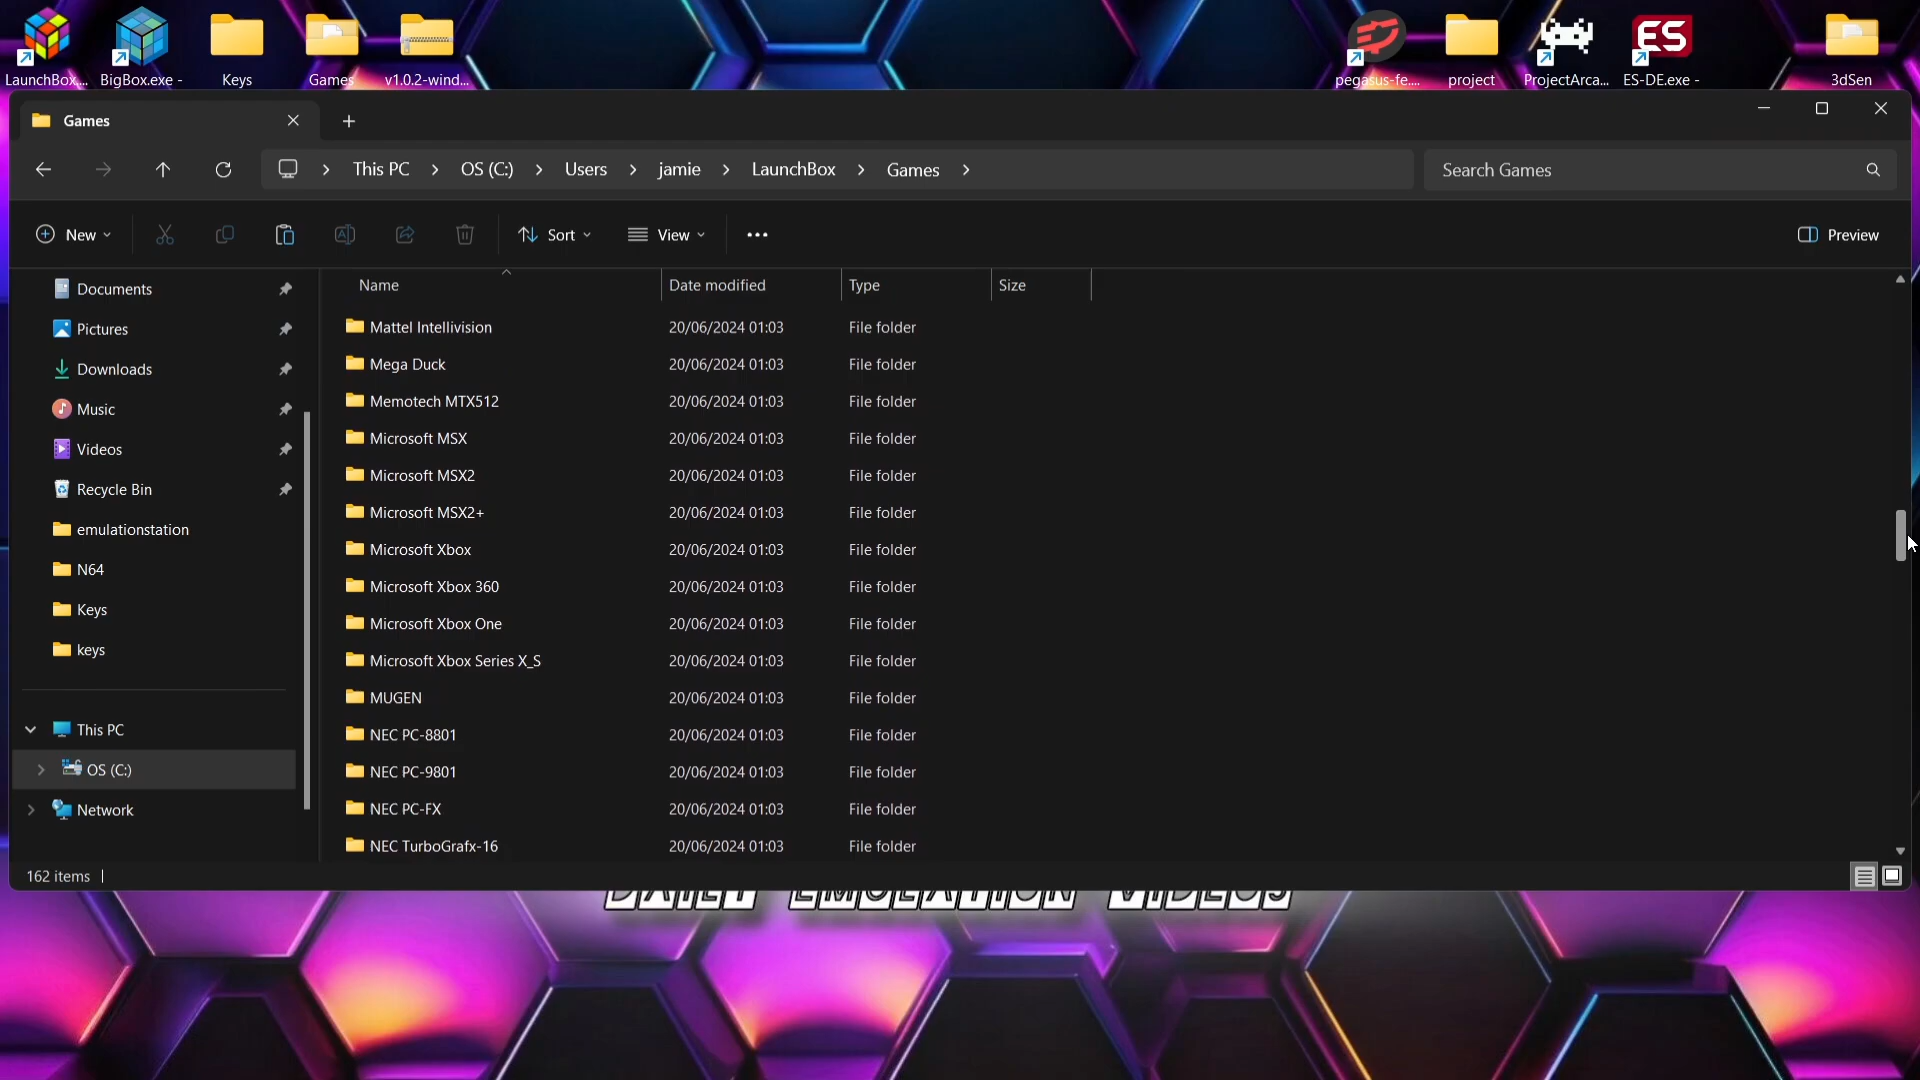 LaunchBox...
BigBox.exe -
Keys
Games
v1.0.2-wind...
pegasus-fe....
project
ProjectArca...
ES-DE.exe -
3dSen
ES
Games
This PC > OS (C:) > Users > jamie > LaunchBox > Games >
Search Games
New
Sort
View
Preview
Documents
Pictures
Downloads
Music
Videos
Recycle Bin
emulationstation
N64
Keys
keys
This PC
OS (C:)
Network
Name Date modified Type Size
Mattel Intellivision 20/06/2024 01:03 File folder
Mega Duck 20/06/2024 01:03 File folder
Memotech MTX512 20/06/2024 01:03 File folder
Microsoft MSX 20/06/2024 01:03 File folder
Microsoft MSX2 20/06/2024 01:03 File folder
Microsoft MSX2+ 20/06/2024 01:03 File folder
Microsoft Xbox 20/06/2024 01:03 File folder
Microsoft Xbox 360 20/06/2024 01:03 File folder
Microsoft Xbox One 20/06/2024 01:03 File folder
Microsoft Xbox Series X_S 20/06/2024 01:03 File folder
MUGEN 20/06/2024 01:03 File folder
NEC PC-8801 20/06/2024 01:03 File folder
NEC PC-9801 20/06/2024 01:03 File folder
NEC PC-FX 20/06/2024 01:03 File folder
NEC TurboGrafx-16 20/06/2024 01:03 File folder
162 items
DAILY EMULATION VIDEOS